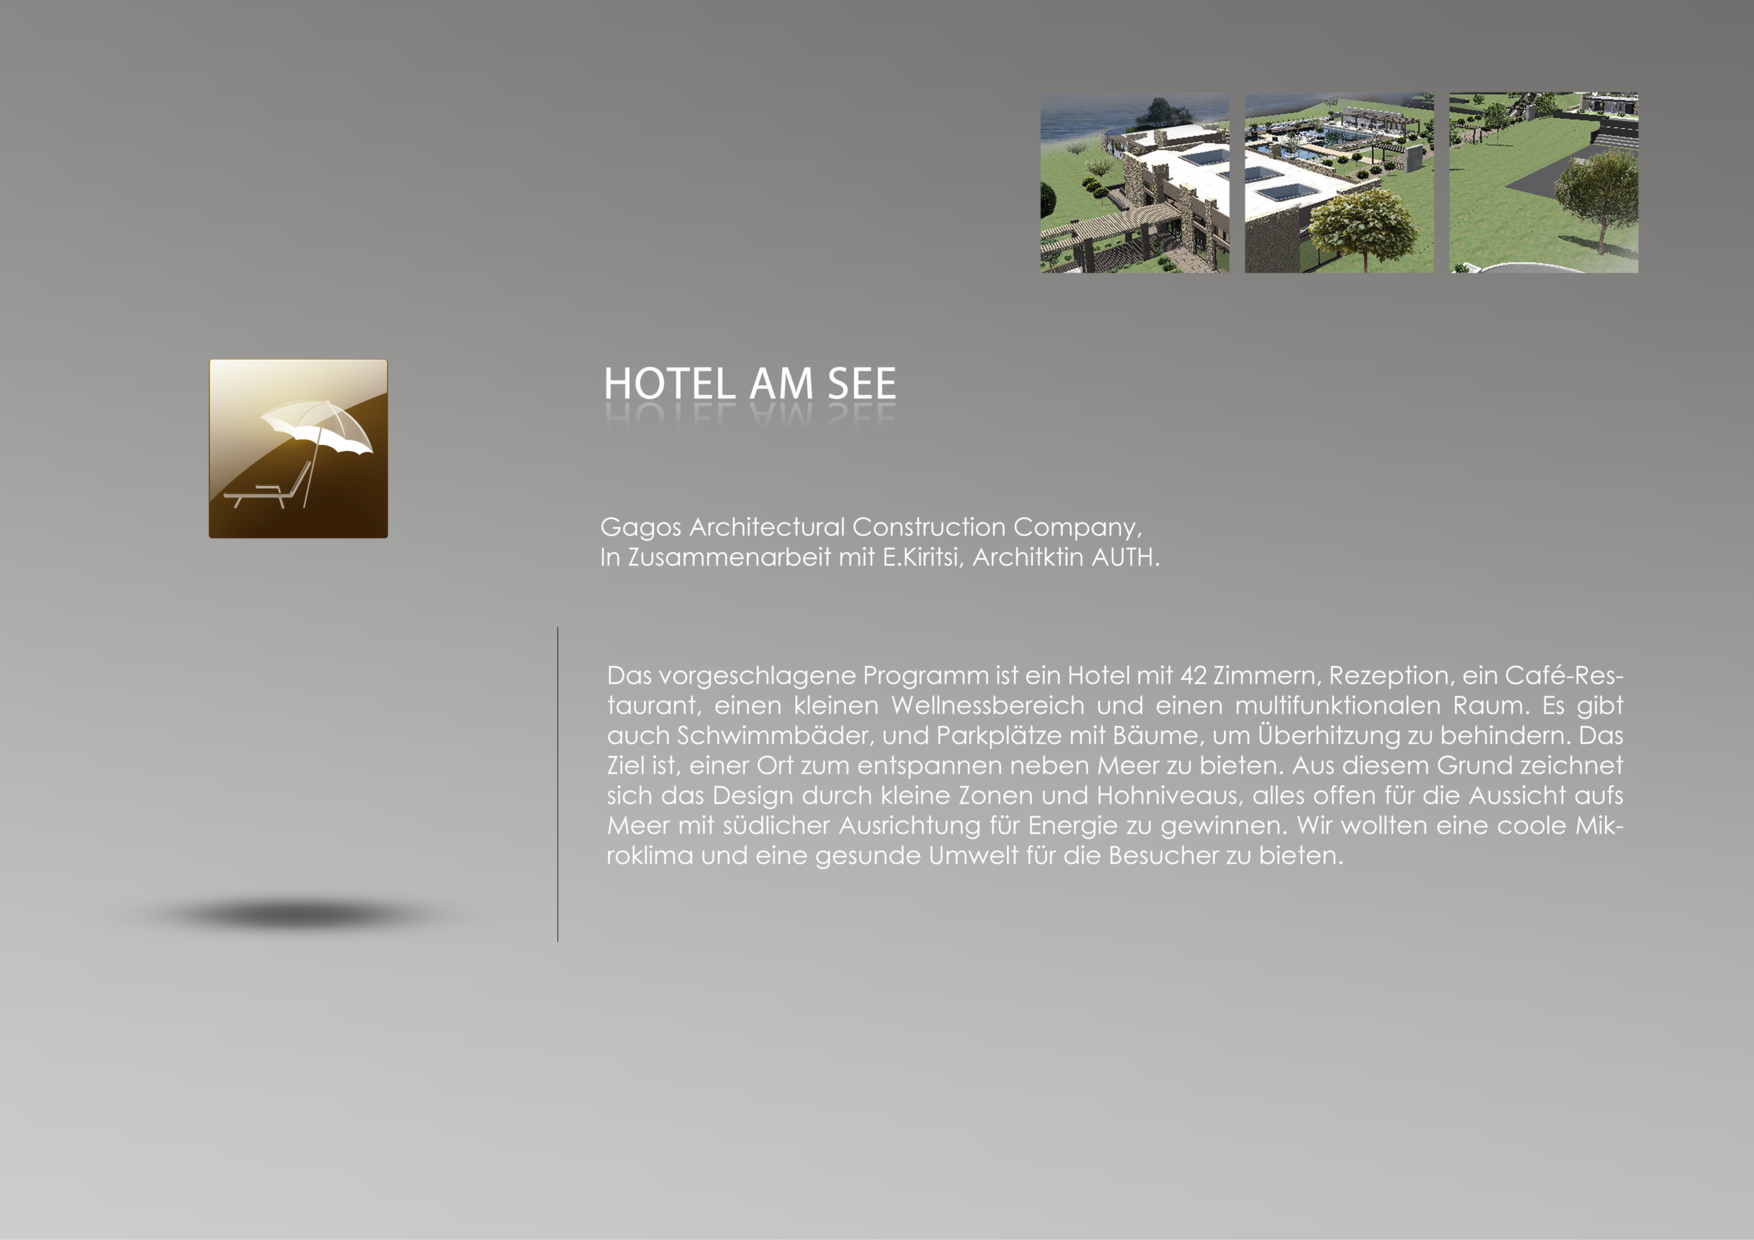 HOTEL AM SEE
Gagos Architectural Construction Company,
In Zusammenarbeit mit E.Kiritsi, Architktin AUTH.
Das vorgeschlagene Programm ist ein Hotel mit 42 Zimmern, Rezeption, ein Café-Res-
taurant, einen kleinen Wellnessbereich und einen multifunktionalen Raum. Es gibt
auch Schwimmbäder, und Parkplätze mit Bäume, um Überhitzung zu behindern. Das
Ziel ist, einer Ort zum entspannen neben Meer zu bieten. Aus diesem Grund zeichnet
sich das Design durch kleine Zonen und Hohniveaus, alles offen für die Aussicht aufs
Meer mit südlicher Ausrichtung für Energie zu gewinnen. Wir wollten eine coole Mik-
roklima und eine gesunde Umwelt für die Besucher zu bieten.